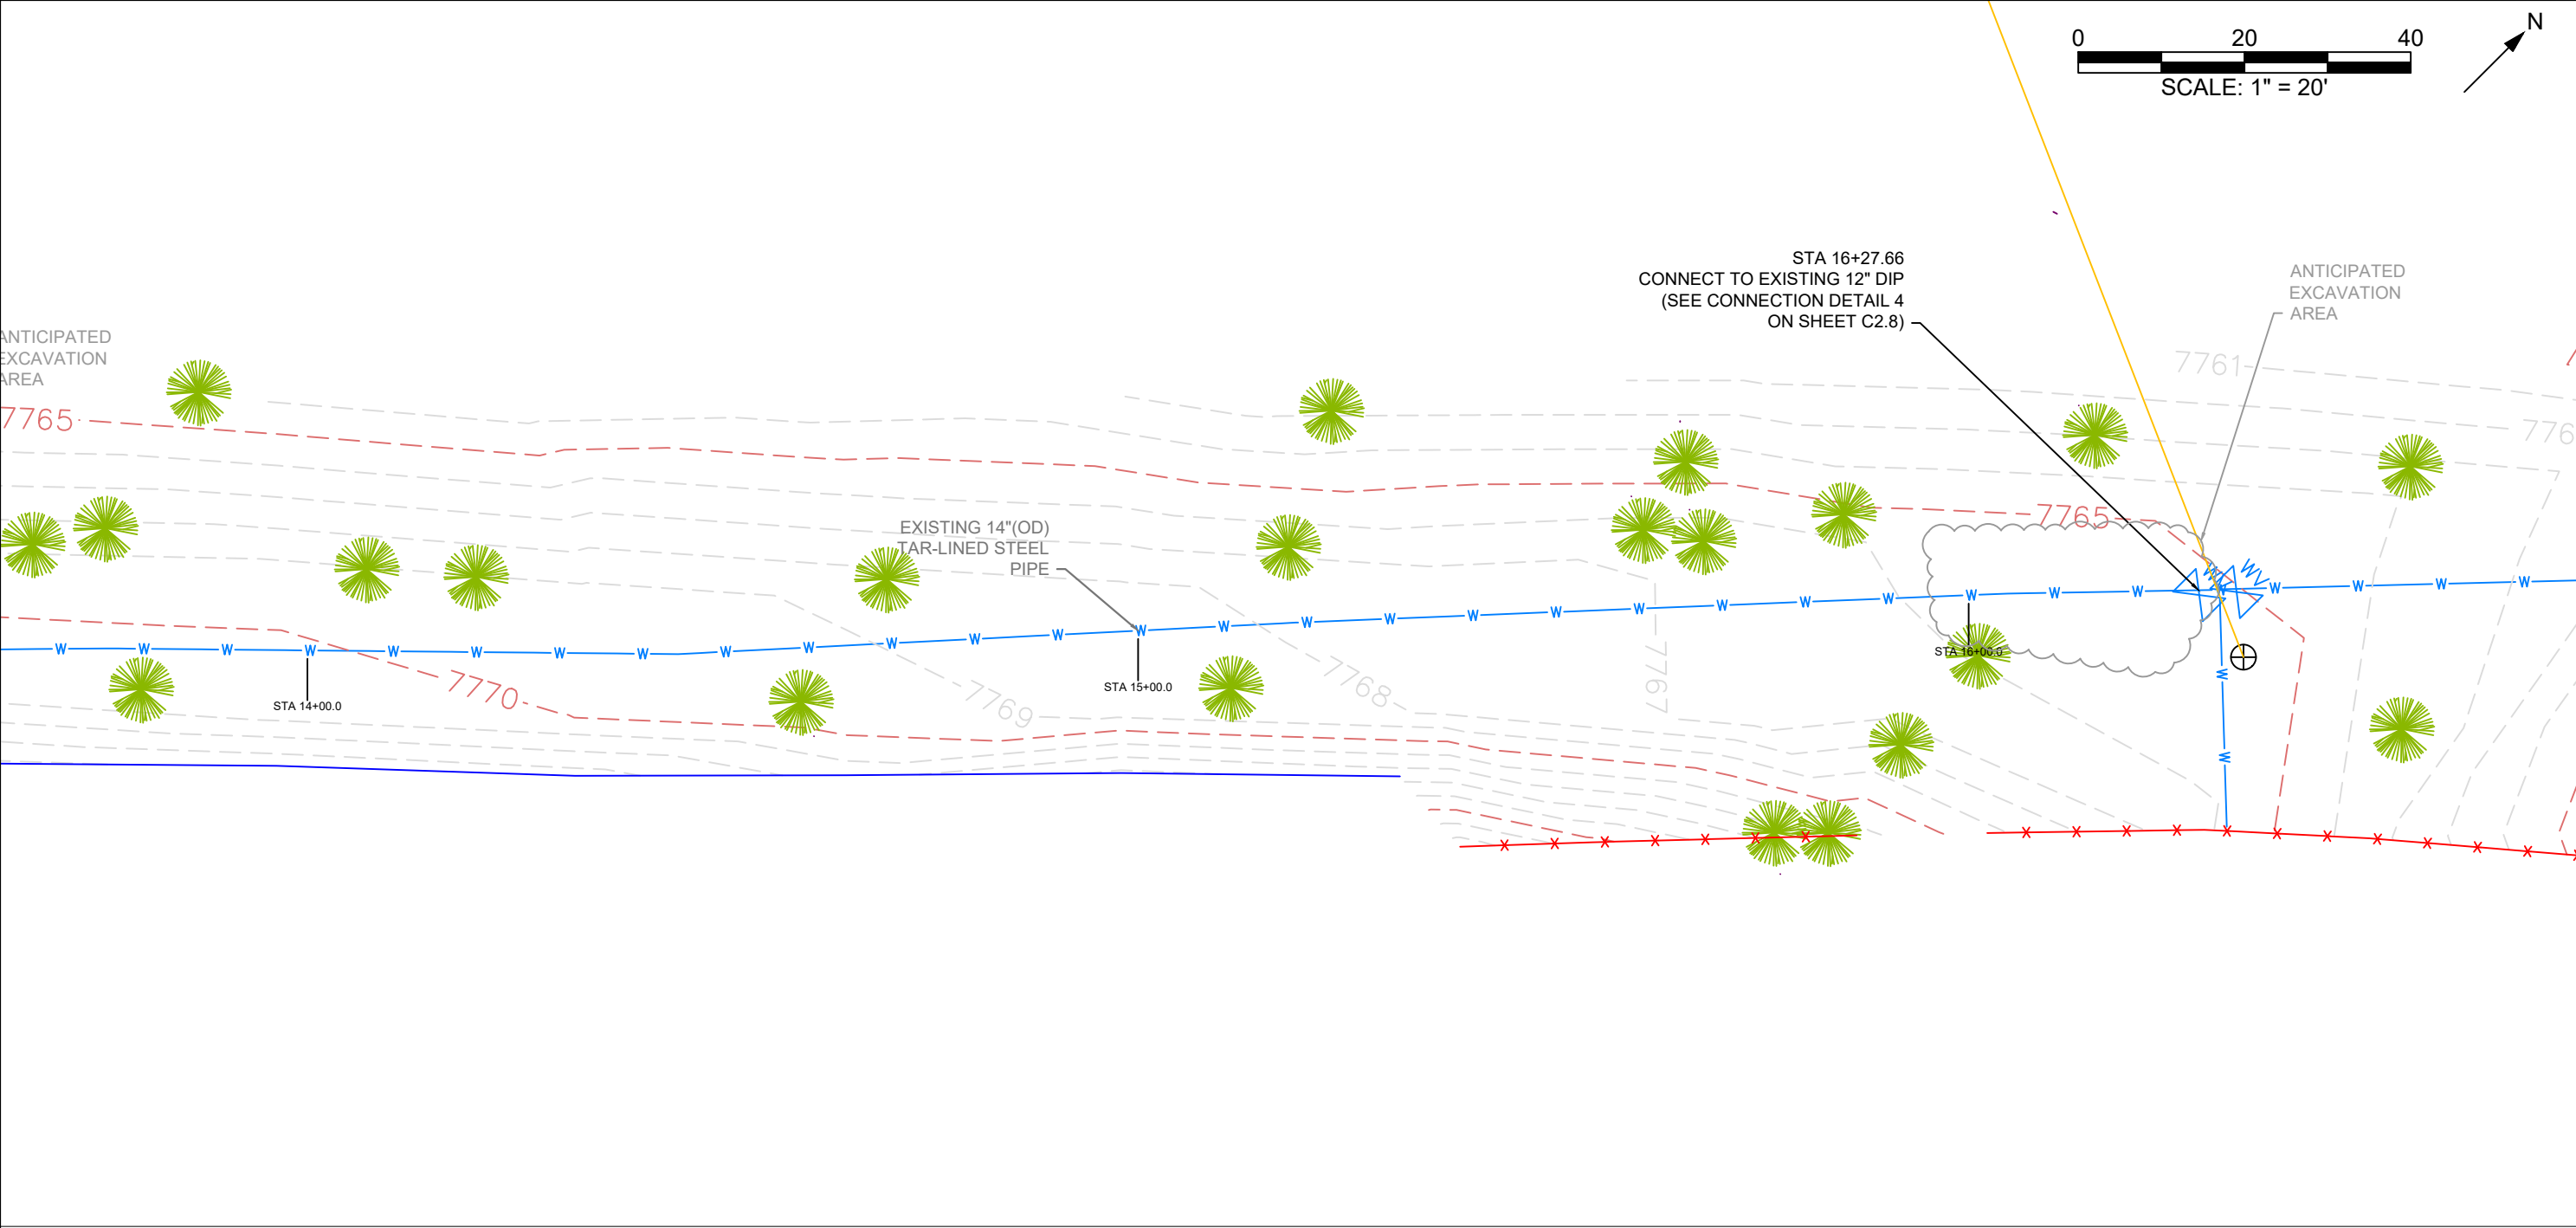 N
0 20 40
SCALE: 1" = 20'
STA 16+27.66
CONNECT TO EXISTING 12" DIP
(SEE CONNECTION DETAIL 4
ON SHEET C2.8)
ANTICIPATED
EXCAVATION
AREA
ANTICIPATED
EXCAVATION
AREA
7761
776
7765
7765
EXISTING 14"(OD)
TAR-LINED STEEL
PIPE
W W W W W W W W W W W W W W W W W W W W W W W W W W W W W W
W
W
W
W
7770
7769
7768
7767
STA 14+00.0
STA 15+00.0
STA 16+00.0
X X X X X X X X X X X X X X X X X X X